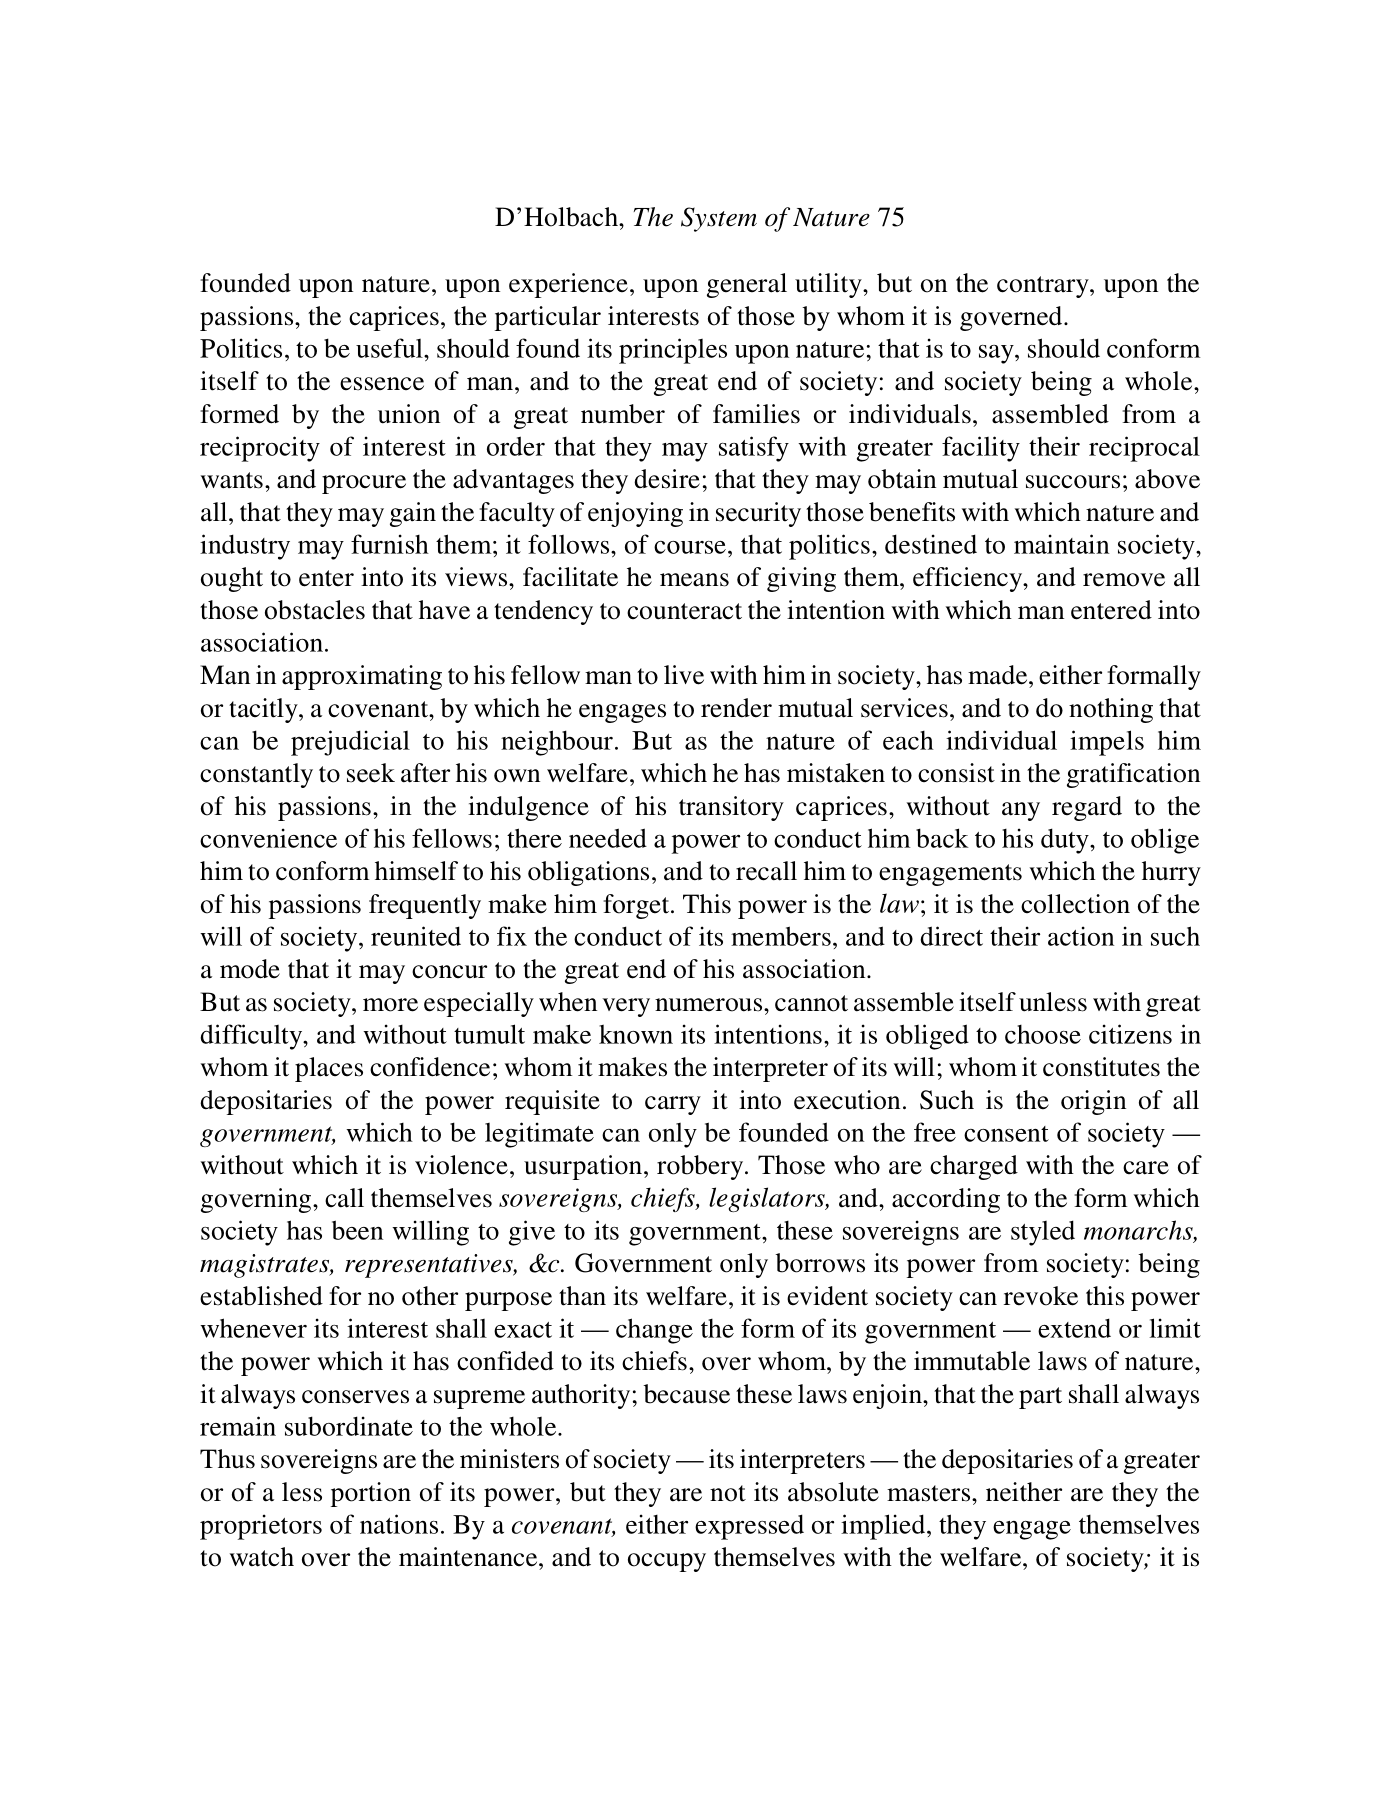 D’Holbach, The System of Nature 75
founded upon nature, upon experience, upon general utility, but on the contrary, upon the
passions, the caprices, the particular interests of those by whom it is governed.
Politics, to be useful, should found its principles upon nature; that is to say, should conform
itself to the essence of man, and to the great end of society: and society being a whole,
formed by the union of a great number of families or individuals, assembled from a
reciprocity of interest in order that they may satisfy with greater facility their reciprocal
wants, and procure the advantages they desire; that they may obtain mutual succours; above
all, that they may gain the faculty of enjoying in security those benefits with which nature and
industry may furnish them; it follows, of course, that politics, destined to maintain society,
ought to enter into its views, facilitate he means of giving them, efficiency, and remove all
those obstacles that have a tendency to counteract the intention with which man entered into
association.
Man in approximating to his fellow man to live with him in society, has made, either formally
or tacitly, a covenant, by which he engages to render mutual services, and to do nothing that
can be prejudicial to his neighbour. But as the nature of each individual impels him
constantly to seek after his own welfare, which he has mistaken to consist in the gratification
of his passions, in the indulgence of his transitory caprices, without any regard to the
convenience of his fellows; there needed a power to conduct him back to his duty, to oblige
him to conform himself to his obligations, and to recall him to engagements which the hurry
of his passions frequently make him forget. This power is the law; it is the collection of the
will of society, reunited to fix the conduct of its members, and to direct their action in such
a mode that it may concur to the great end of his association.
But as society, more especially when very numerous, cannot assemble itself unless with great
difficulty, and without tumult make known its intentions, it is obliged to choose citizens in
whom it places confidence; whom it makes the interpreter of its will; whom it constitutes the
depositaries of the power requisite to carry it into execution. Such is the origin of all
government, which to be legitimate can only be founded on the free consent of society —
without which it is violence, usurpation, robbery. Those who are charged with the care of
governing, call themselves sovereigns, chiefs, legislators, and, according to the form which
society has been willing to give to its government, these sovereigns are styled monarchs,
magistrates, representatives, &c. Government only borrows its power from society: being
established for no other purpose than its welfare, it is evident society can revoke this power
whenever its interest shall exact it — change the form of its government — extend or limit
the power which it has confided to its chiefs, over whom, by the immutable laws of nature,
it always conserves a supreme authority; because these laws enjoin, that the part shall always
remain subordinate to the whole.
Thus sovereigns are the ministers of society — its interpreters — the depositaries of a greater
or of a less portion of its power, but they are not its absolute masters, neither are they the
proprietors of nations. By a covenant, either expressed or implied, they engage themselves
to watch over the maintenance, and to occupy themselves with the welfare, of society; it is